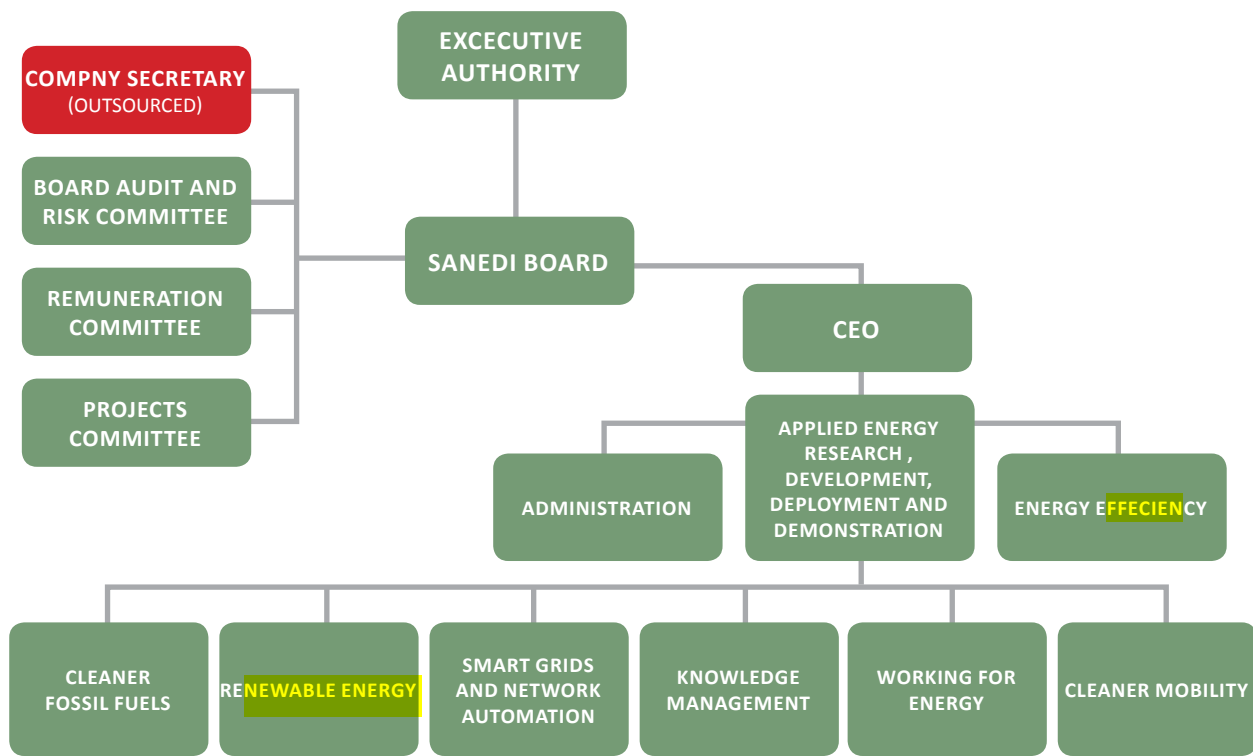 EXCECUTIVE
AUTHORITY
COMPNY SECRETARY
(OUTSOURCED)
BOARD AUDIT AND
RISK COMMITTEE
REMUNERATION
COMMITTEE
PROJECTS
COMMITTEE
SANEDI BOARD
CEO
ADMINISTRATION
APPLIED ENERGY
RESEARCH ,
DEVELOPMENT,
DEPLOYMENT AND
DEMONSTRATION
ENERGY EFFECIENCY
CLEANER
FOSSIL FUELS
RENEWABLE ENERGY
SMART GRIDS
AND NETWORK
AUTOMATION
KNOWLEDGE
MANAGEMENT
WORKING FOR
ENERGY
CLEANER MOBILITY